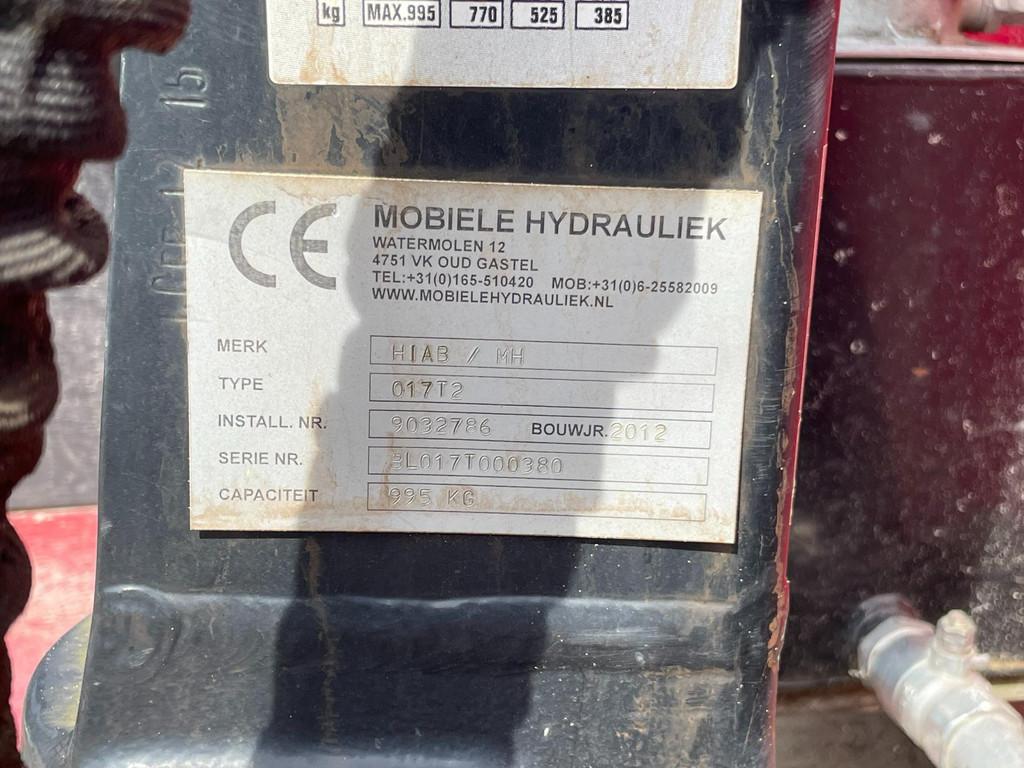 kg MAX.995 770 525 385
CE MOBIELE HYDRAULIEK
WATERMOLEN 12
4751 VK OUD GASTEL
TEL:+31(0)165-510420 MOB:+31(0)6-25582009
WWW.MOBIELEHYDRAULIEK.NL
MERK HIAB / MH
TYPE 017T2
INSTALL. NR. 9032786 BOUWJR. 2012
SERIE NR. BL017T000380
CAPACITEIT 995 KG